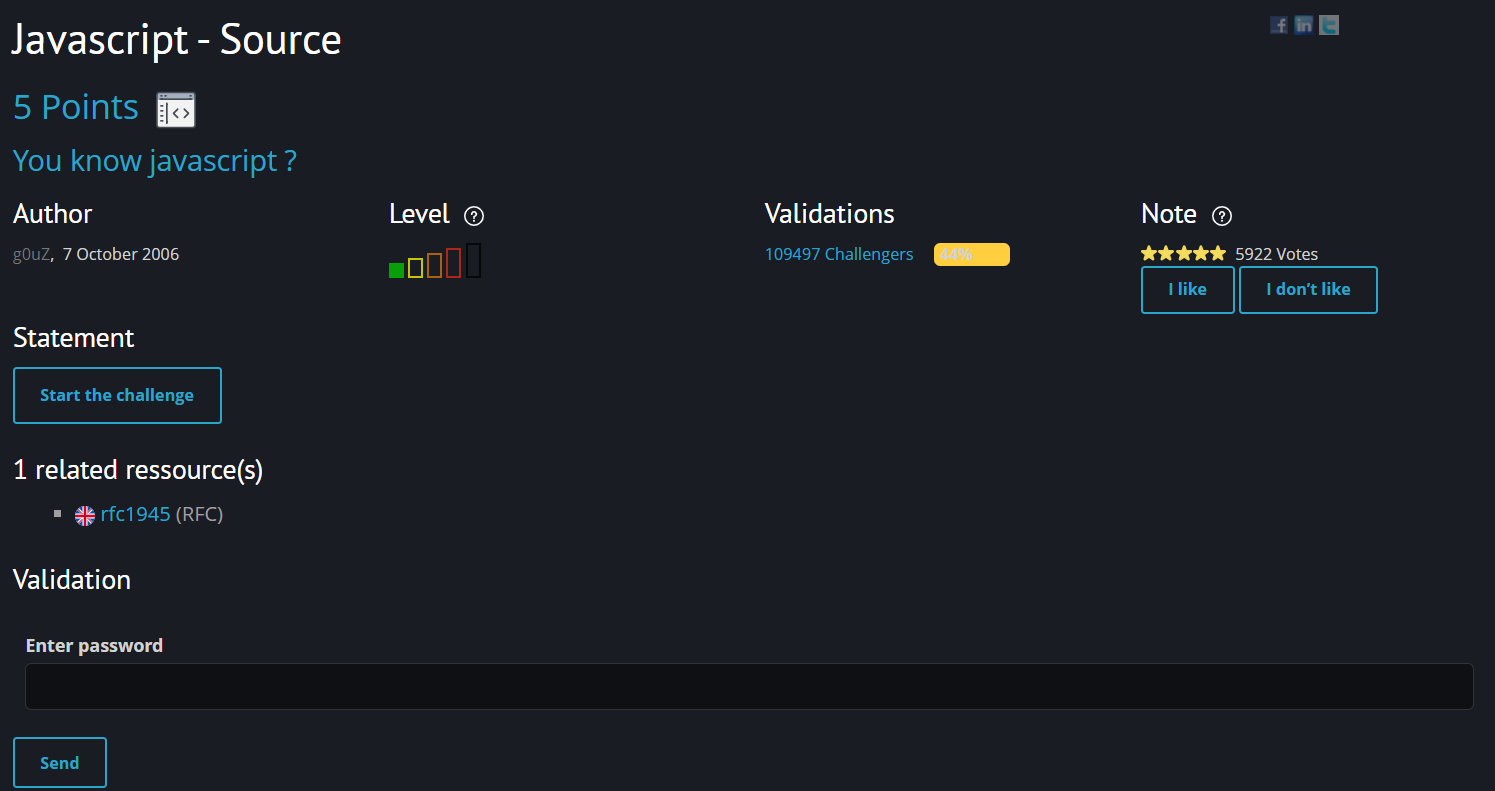 Javascript - Source
5 Points
You know javascript ?
Author
Level
Validations
Note
g0uZ, 7 October 2006
109497 Challengers
44%
5922 Votes
I like
I don’t like
Statement
Start the challenge
1 related ressource(s)
rfc1945 (RFC)
Validation
Enter password
Send